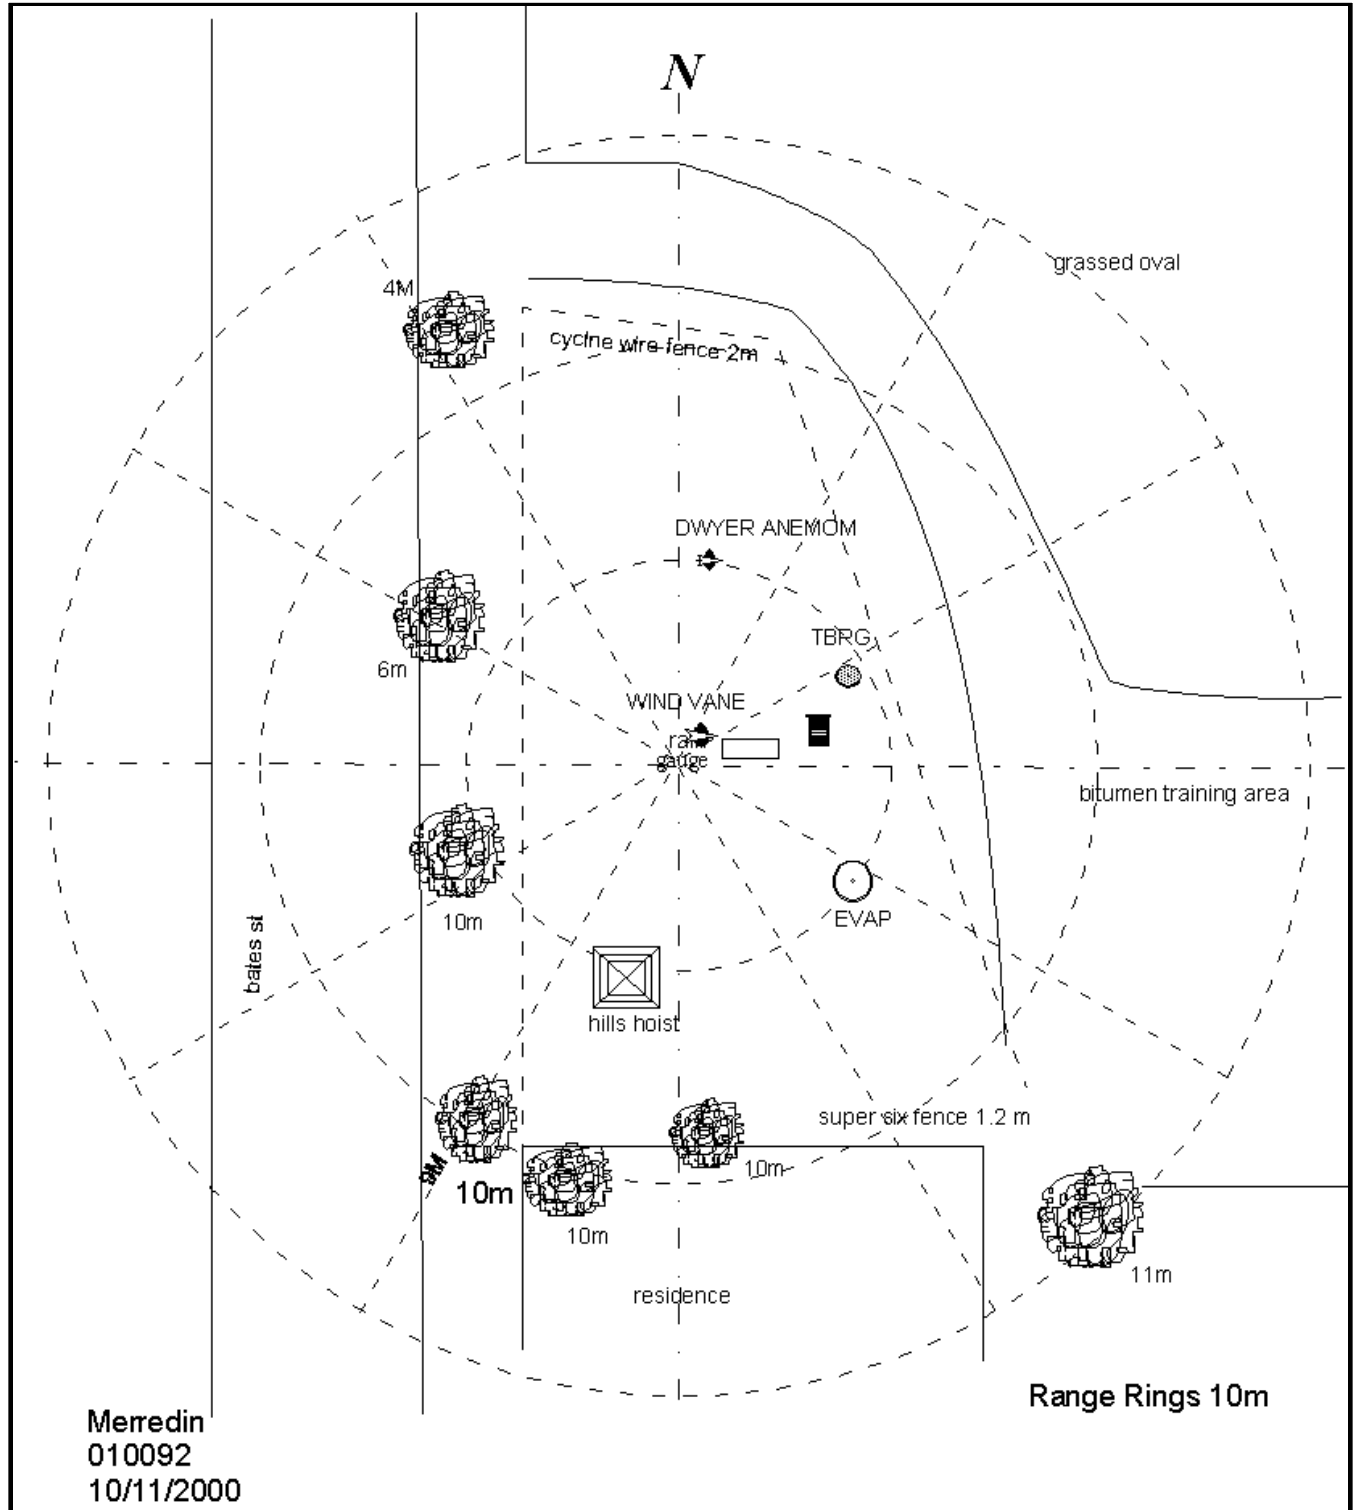 N
grassed oval
4M
cyclne wire fence 2m
DWYER ANEMOM
TBRG
6m
WIND VANE
rain
gauge
bitumen training area
EVAP
10m
bates st
hills hoist
super six fence 1.2 m
10m
9M
10m
10m
11m
residence
Range Rings 10m
Merredin
010092
10/11/2000